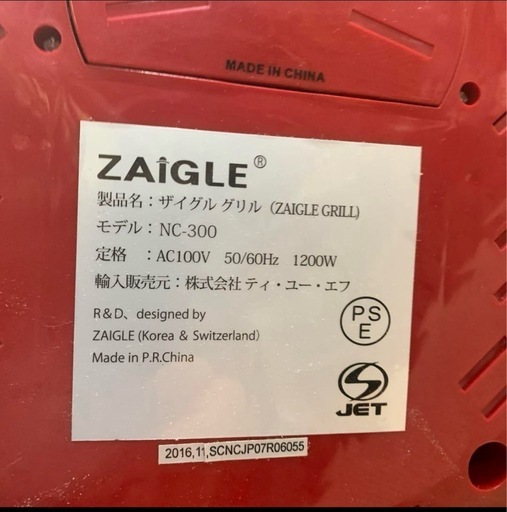 MADE IN CHINA
ZAiGLE®
製品名：ザイグル グリル（ZAIGLE GRILL)
モデル：NC-300
定格　：AC100V　50/60Hz　1200W
輸入販売元：株式会社 ティ・ユー・エフ
R&D、designed by
ZAIGLE (Korea & Switzerland）
Made in P.R.China
PS
E
S
JET
2016,11,SCNCJP07R06055